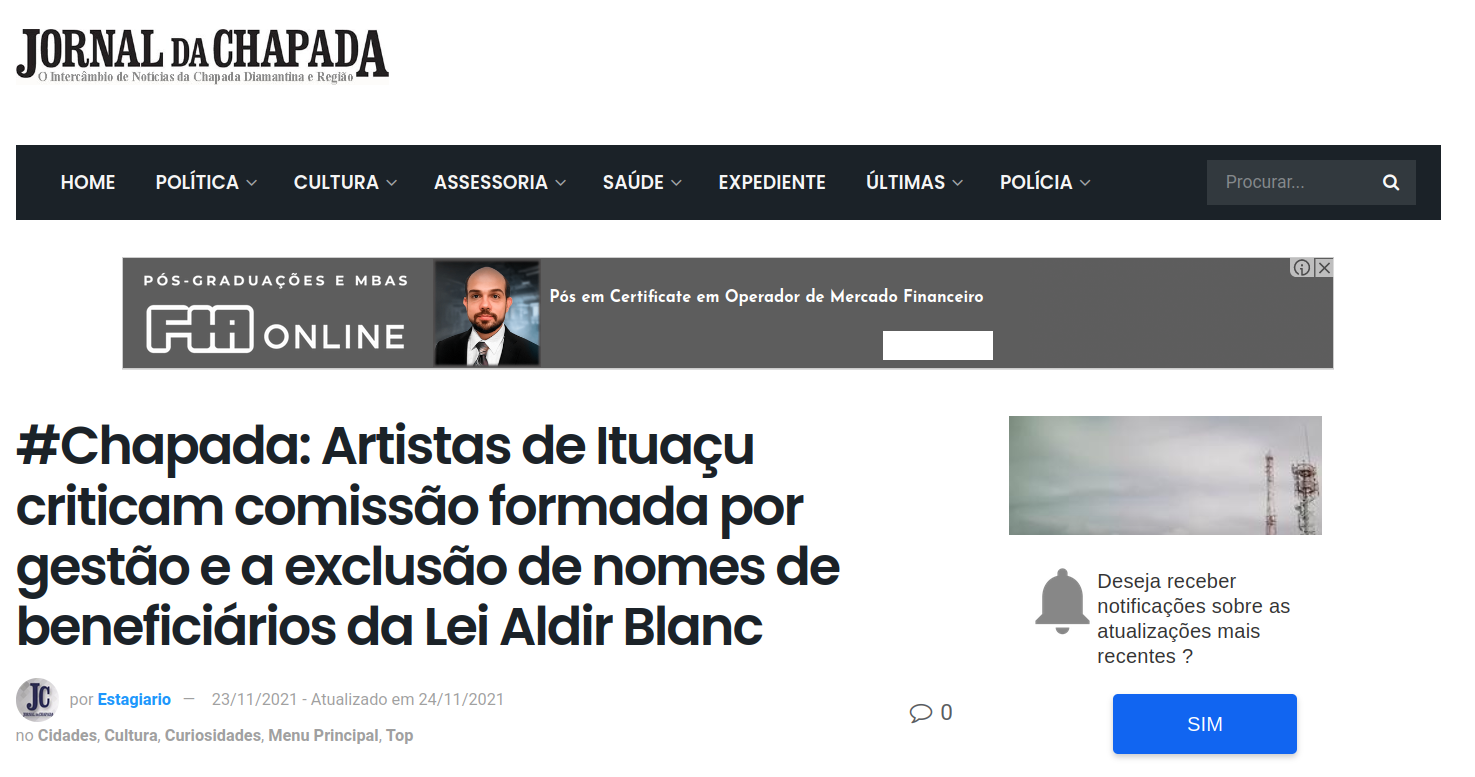 JORNAL DA CHAPADA
O Intercâmbio de Notícias da Chapada Diamantina e Região
HOME POLÍTICA CULTURA ASSESSORIA SAÚDE EXPEDIENTE ÚLTIMAS POLÍCIA Procurar...
PÓS-GRADUAÇÕES E MBAS
FIA ONLINE
Pós em Certificate em Operador de Mercado Financeiro
#Chapada: Artistas de Ituaçu
criticam comissão formada por
gestão e a exclusão de nomes de
beneficiários da Lei Aldir Blanc
JC
JORNAL DA CHAPADA
por Estagiario — 23/11/2021 - Atualizado em 24/11/2021
no Cidades, Cultura, Curiosidades, Menu Principal, Top
0
Deseja receber
notificações sobre as
atualizações mais
recentes ?
SIM